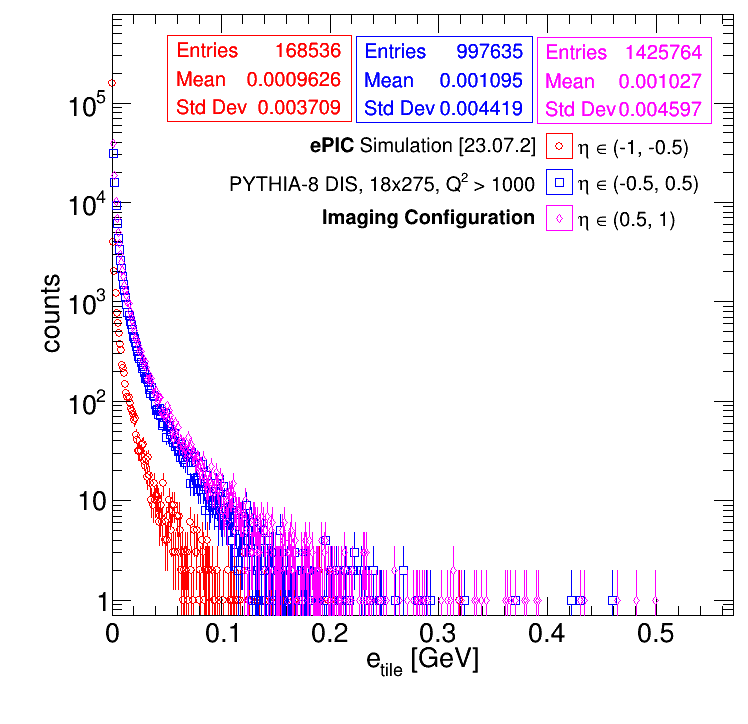 Entries 168536
Mean 0.0009626
Std Dev 0.003709
Entries 997635
Mean 0.001095
Std Dev 0.004419
Entries 1425764
Mean 0.001027
Std Dev 0.004597
ePIC Simulation [23.07.2]
PYTHIA-8 DIS, 18x275, Q² > 1000
Imaging Configuration
η ∈ (-1, -0.5)
η ∈ (-0.5, 0.5)
η ∈ (0.5, 1)
counts
10⁵
10⁴
10³
10²
10
1
0 0.1 0.2 0.3 0.4 0.5
e_tile [GeV]